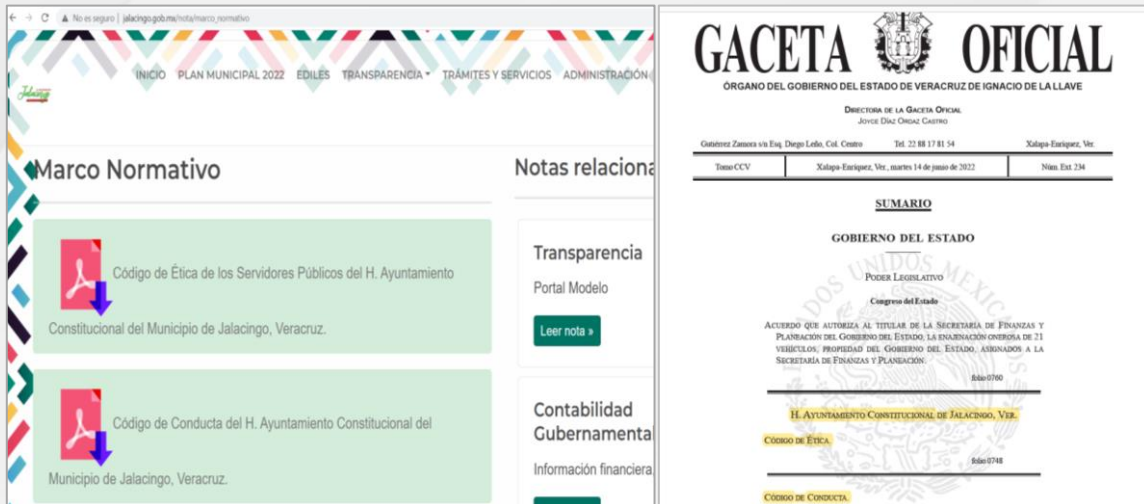 No es seguro | jalacingo.gob.mx/nota/marco_normativo
Jalacingo
INICIO PLAN MUNICIPAL 2022 EDILES TRANSPARENCIA TRÁMITES Y SERVICIOS ADMINISTRACIÓN
Marco Normativo
Código de Ética de los Servidores Públicos del H. Ayuntamiento
Constitucional del Municipio de Jalacingo, Veracruz.
Código de Conducta del H. Ayuntamiento Constitucional del
Municipio de Jalacingo, Veracruz.
Notas relaciona
Transparencia
Portal Modelo
Leer nota »
Contabilidad
Gubernamental
Información financiera,
GACETA OFICIAL
ÓRGANO DEL GOBIERNO DEL ESTADO DE VERACRUZ DE IGNACIO DE LA LLAVE
DIRECTORA DE LA GACETA OFICIAL
JOYCE DÍAZ ORDAZ CASTRO
Gutiérrez Zamora s/n Esq. Diego Leño, Col. Centro Tel. 22 88 17 81 54 Xalapa-Enríquez, Ver.
Tomo CCV Xalapa-Enríquez, Ver., martes 14 de junio de 2022 Núm. Ext. 234
SUMARIO
GOBIERNO DEL ESTADO
PODER LEGISLATIVO
Congreso del Estado
ACUERDO QUE AUTORIZA AL TITULAR DE LA SECRETARÍA DE FINANZAS Y
PLANEACIÓN DEL GOBIERNO DEL ESTADO, LA ENAJENACIÓN ONEROSA DE 21
VEHÍCULOS, PROPIEDAD DEL GOBIERNO DEL ESTADO, ASIGNADOS A LA
SECRETARÍA DE FINANZAS Y PLANEACIÓN.
folio 0760
H. AYUNTAMIENTO CONSTITUCIONAL DE JALACINGO, VER.
CÓDIGO DE ÉTICA.
folio 0748
CÓDIGO DE CONDUCTA.
ESTADOS UNIDOS MEXICANOS